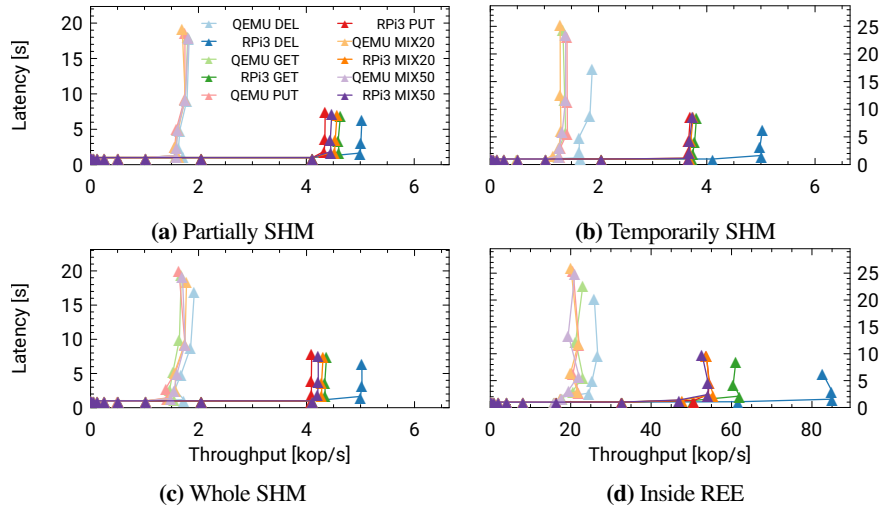 20
15
10
5
0
Latency [s]
QEMU DEL
RPi3 DEL
QEMU GET
RPi3 GET
QEMU PUT
RPi3 PUT
QEMU MIX20
RPi3 MIX20
QEMU MIX50
RPi3 MIX50
0 2 4 6
(a) Partially SHM
25
20
15
10
5
0
0 2 4 6
(b) Temporarily SHM
20
15
10
5
0
Latency [s]
0 2 4 6
Throughput [kop/s]
(c) Whole SHM
25
20
15
10
5
0
0 20 40 60 80
Throughput [kop/s]
(d) Inside REE